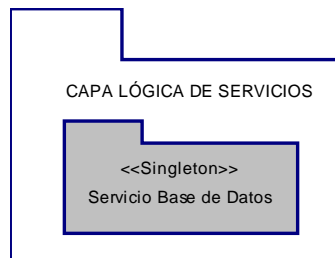 CAPA LÓGICA DE SERVICIOS
<<Singleton>>
Servicio Base de Datos